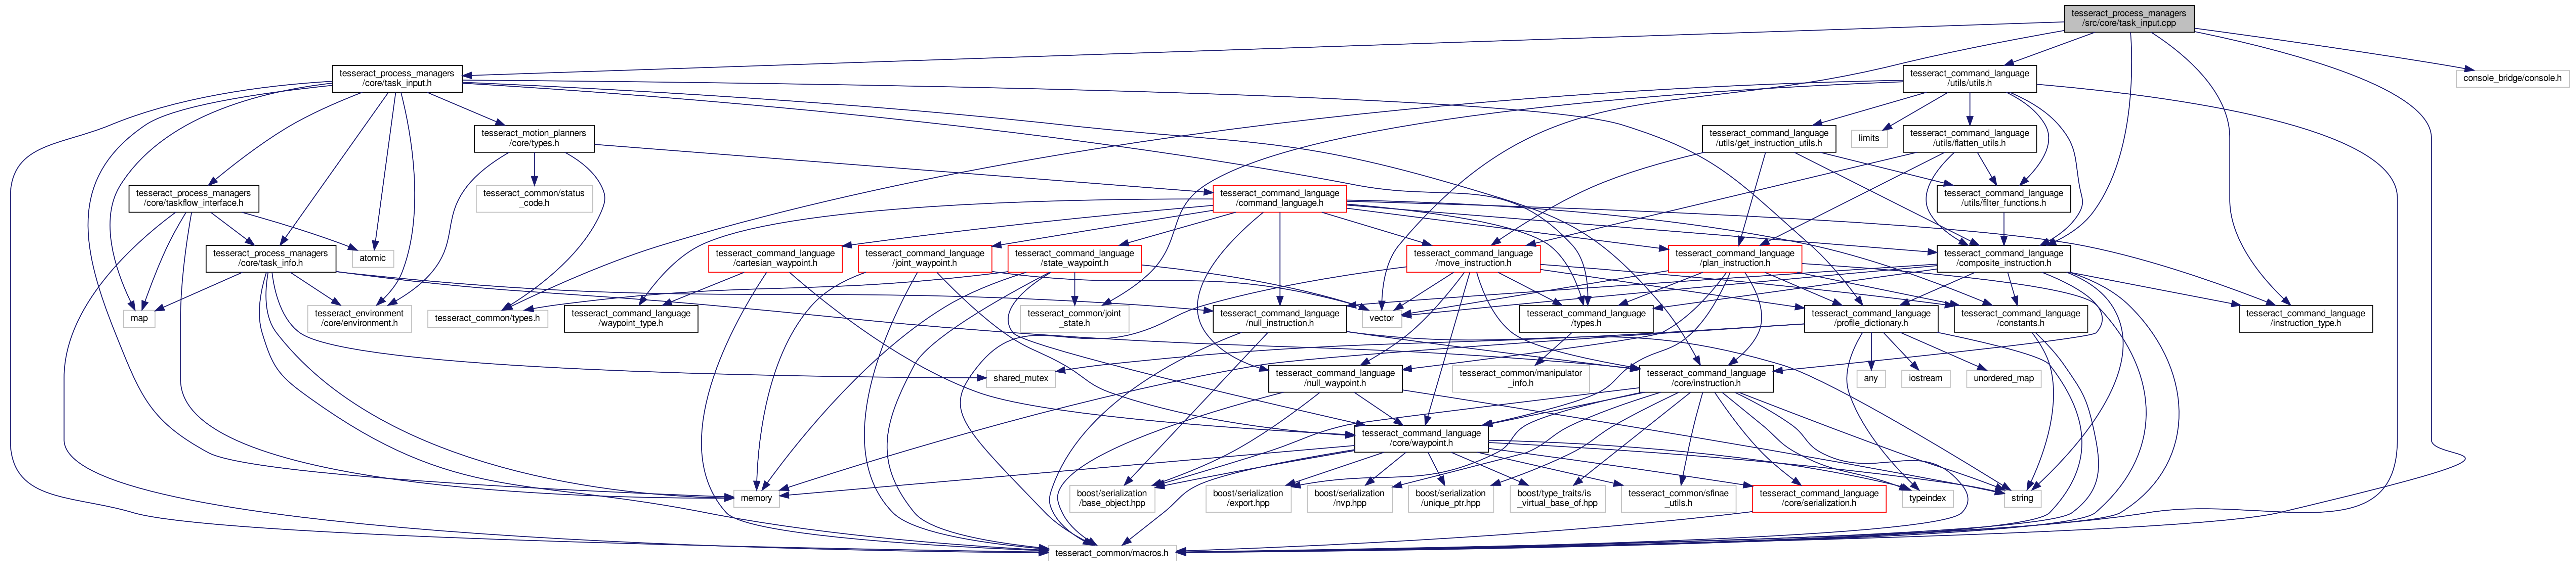 tesseract_process_managers
/src/core/task_input.cpp
tesseract_process_managers
/core/task_input.h
tesseract_command_language
/utils/utils.h
console_bridge/console.h
tesseract_motion_planners
/core/types.h
tesseract_command_language
/utils/get_instruction_utils.h
limits
tesseract_command_language
/utils/flatten_utils.h
tesseract_process_managers
/core/taskflow_interface.h
tesseract_common/status
_code.h
tesseract_command_language
/command_language.h
tesseract_command_language
/utils/filter_functions.h
tesseract_process_managers
/core/task_info.h
atomic
tesseract_command_language
/cartesian_waypoint.h
tesseract_command_language
/joint_waypoint.h
tesseract_command_language
/state_waypoint.h
tesseract_command_language
/move_instruction.h
tesseract_command_language
/plan_instruction.h
tesseract_command_language
/composite_instruction.h
map
tesseract_environment
/core/environment.h
tesseract_common/types.h
tesseract_command_language
/waypoint_type.h
tesseract_common/joint
_state.h
tesseract_command_language
/null_instruction.h
vector
tesseract_command_language
/types.h
tesseract_command_language
/profile_dictionary.h
tesseract_command_language
/constants.h
tesseract_command_language
/instruction_type.h
shared_mutex
tesseract_command_language
/null_waypoint.h
tesseract_common/manipulator
_info.h
tesseract_command_language
/core/instruction.h
any
iostream
unordered_map
tesseract_command_language
/core/waypoint.h
memory
boost/serialization
/base_object.hpp
boost/serialization
/export.hpp
boost/serialization
/nvp.hpp
boost/serialization
/unique_ptr.hpp
boost/type_traits/is
_virtual_base_of.hpp
tesseract_common/sfinae
_utils.h
tesseract_command_language
/core/serialization.h
typeindex
string
tesseract_common/macros.h